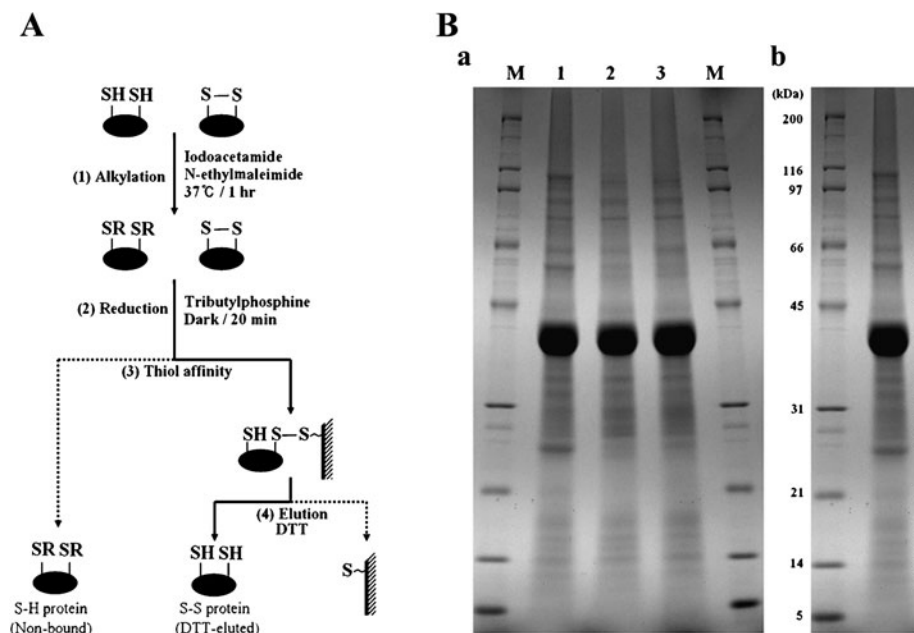 A
SH SH
S–S
(1) Alkylation
Iodoacetamide
N-ethylmaleimide
37℃ / 1 hr
SR SR
S–S
(2) Reduction
Tributylphosphine
Dark / 20 min
(3) Thiol affinity
SH S–S~
(4) Elution
DTT
SR SR
SH SH
S~
S-H protein
(Non-bound)
S-S protein
(DTT-eluted)
B
a
M 1 2 3 M
b
(kDa)
200
116
97
66
45
31
21
14
5